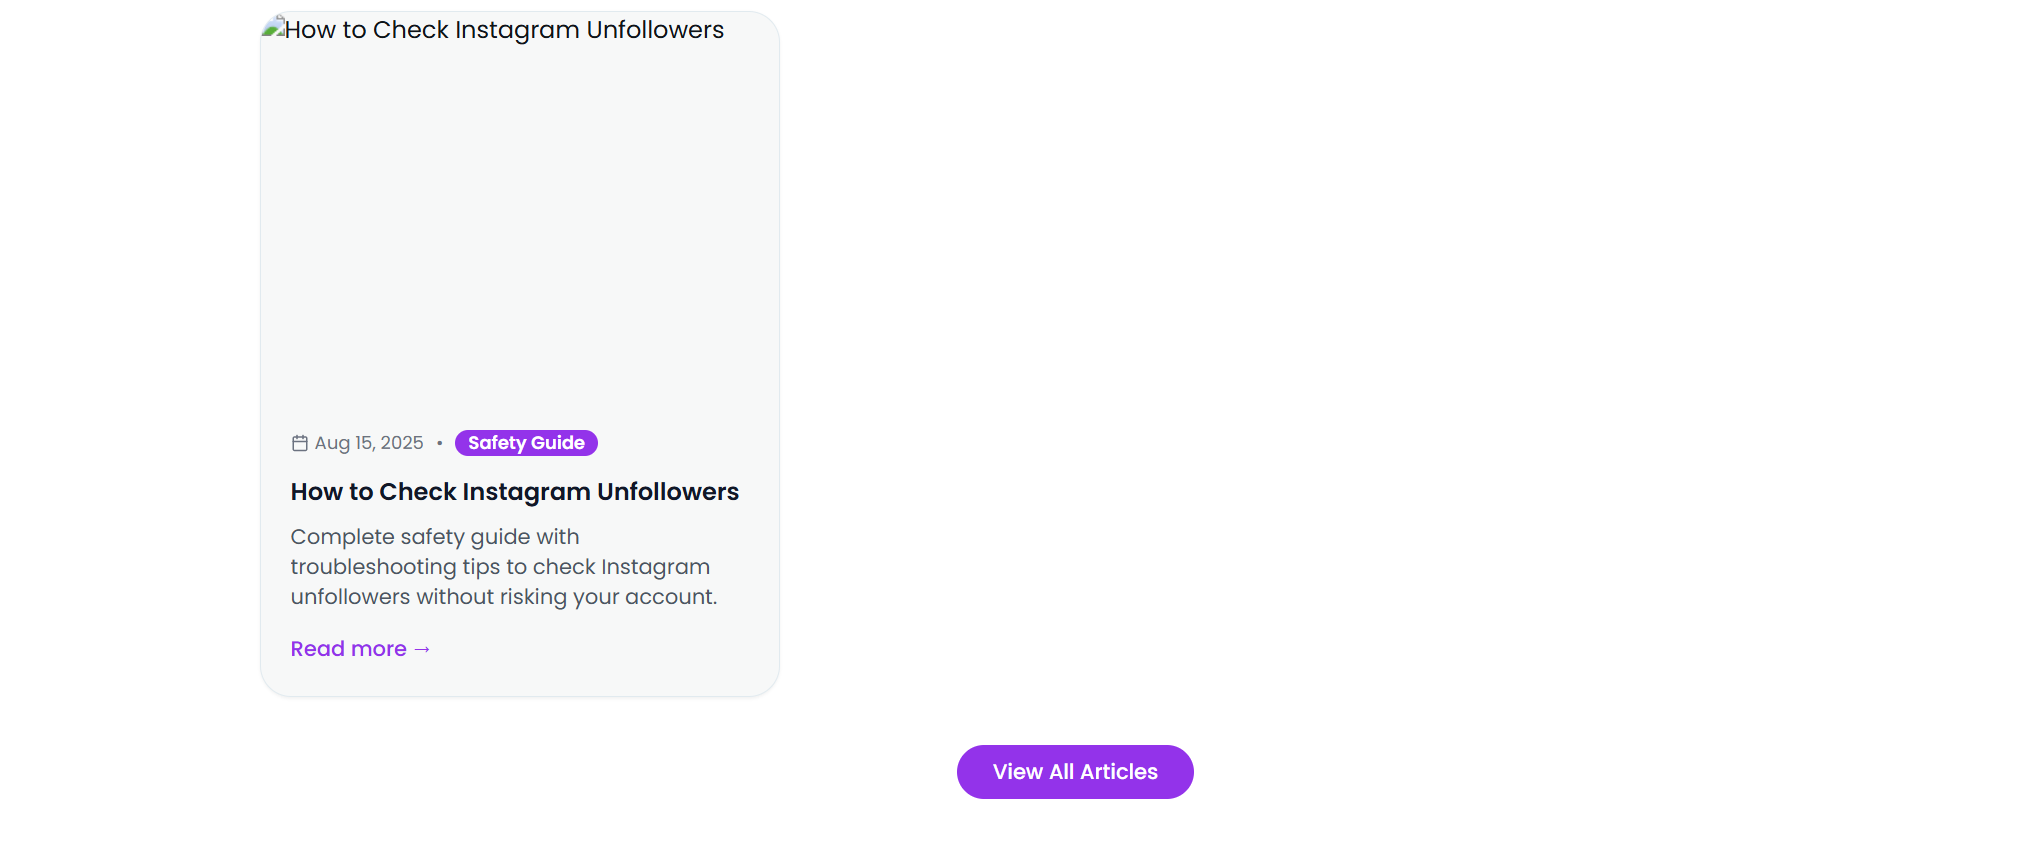 How to Check Instagram Unfollowers
Aug 15, 2025 • Safety Guide
How to Check Instagram Unfollowers
Complete safety guide with
troubleshooting tips to check Instagram
unfollowers without risking your account.
Read more →
View All Articles